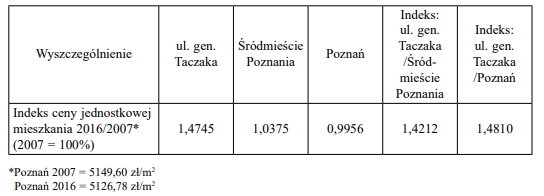 Wyszczególnienie
ul. gen.
Taczaka
Śródmieście
Poznania
Poznań
Indeks:
ul. gen.
Taczaka
/Śród-
mieście
Poznania
Indeks:
ul. gen.
Taczaka
/Poznań
Indeks ceny jednostkowej
mieszkania 2016/2007*
(2007 = 100%)
1,4745
1,0375
0,9956
1,4212
1,4810
*Poznań 2007 = 5149,60 zł/m²
Poznań 2016 = 5126,78 zł/m²